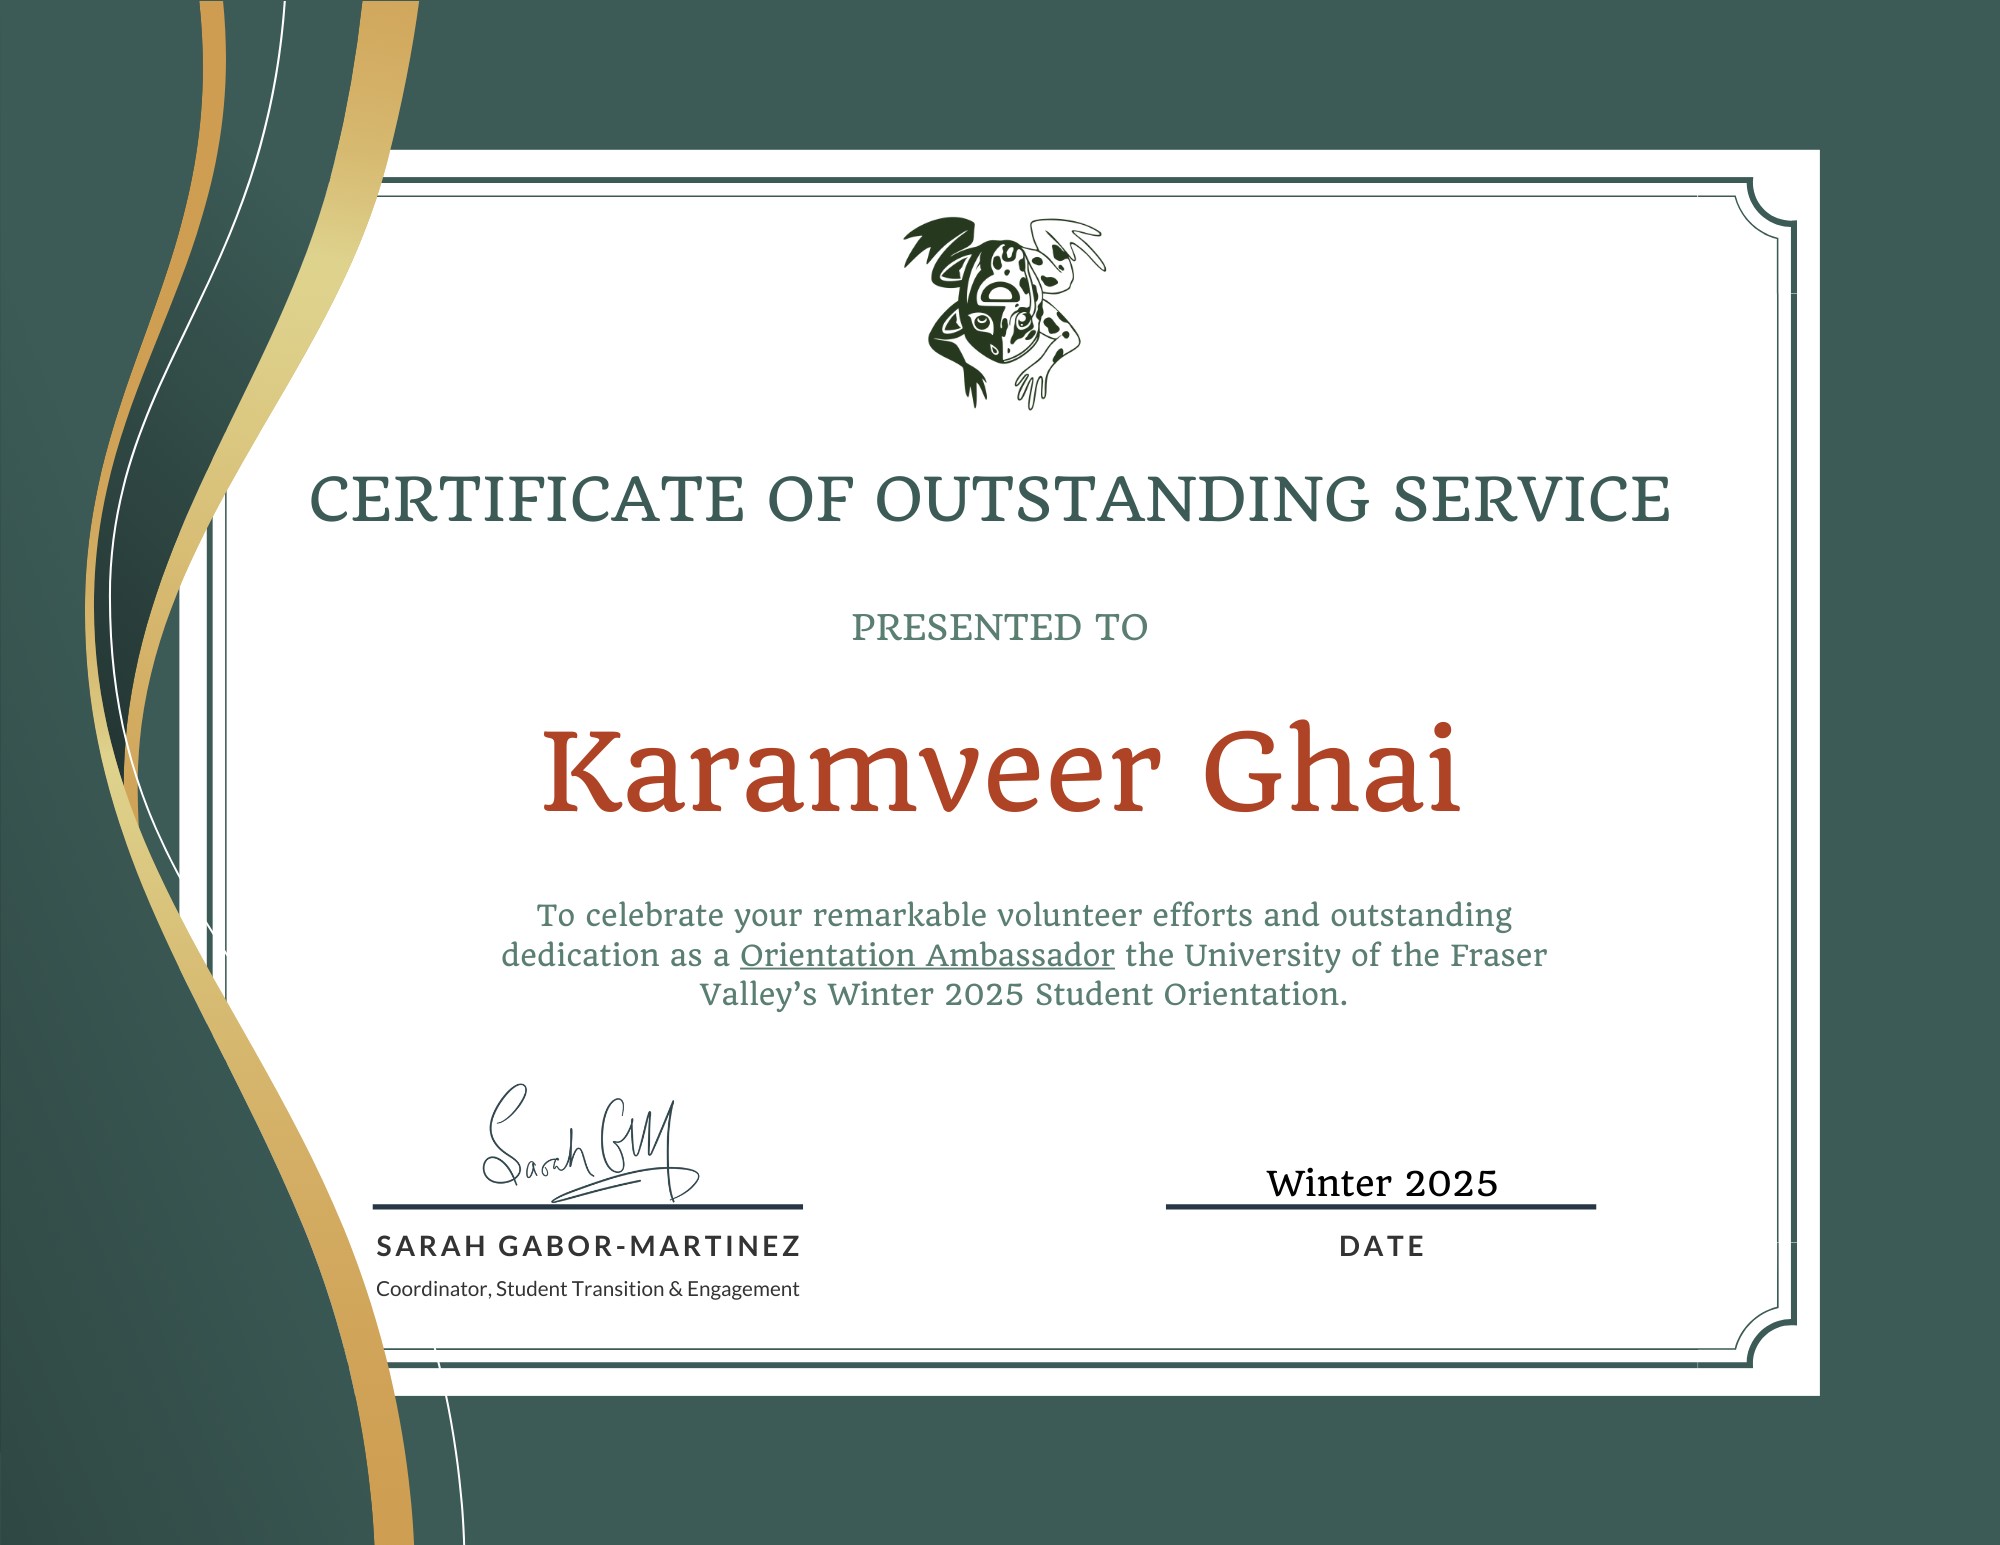 CERTIFICATE OF OUTSTANDING SERVICE
PRESENTED TO
Karamveer Ghai
To celebrate your remarkable volunteer efforts and outstanding
dedication as a Orientation Ambassador the University of the Fraser
Valley’s Winter 2025 Student Orientation.
Sarah GM
Winter 2025
SARAH GABOR-MARTINEZ
DATE
Coordinator, Student Transition & Engagement